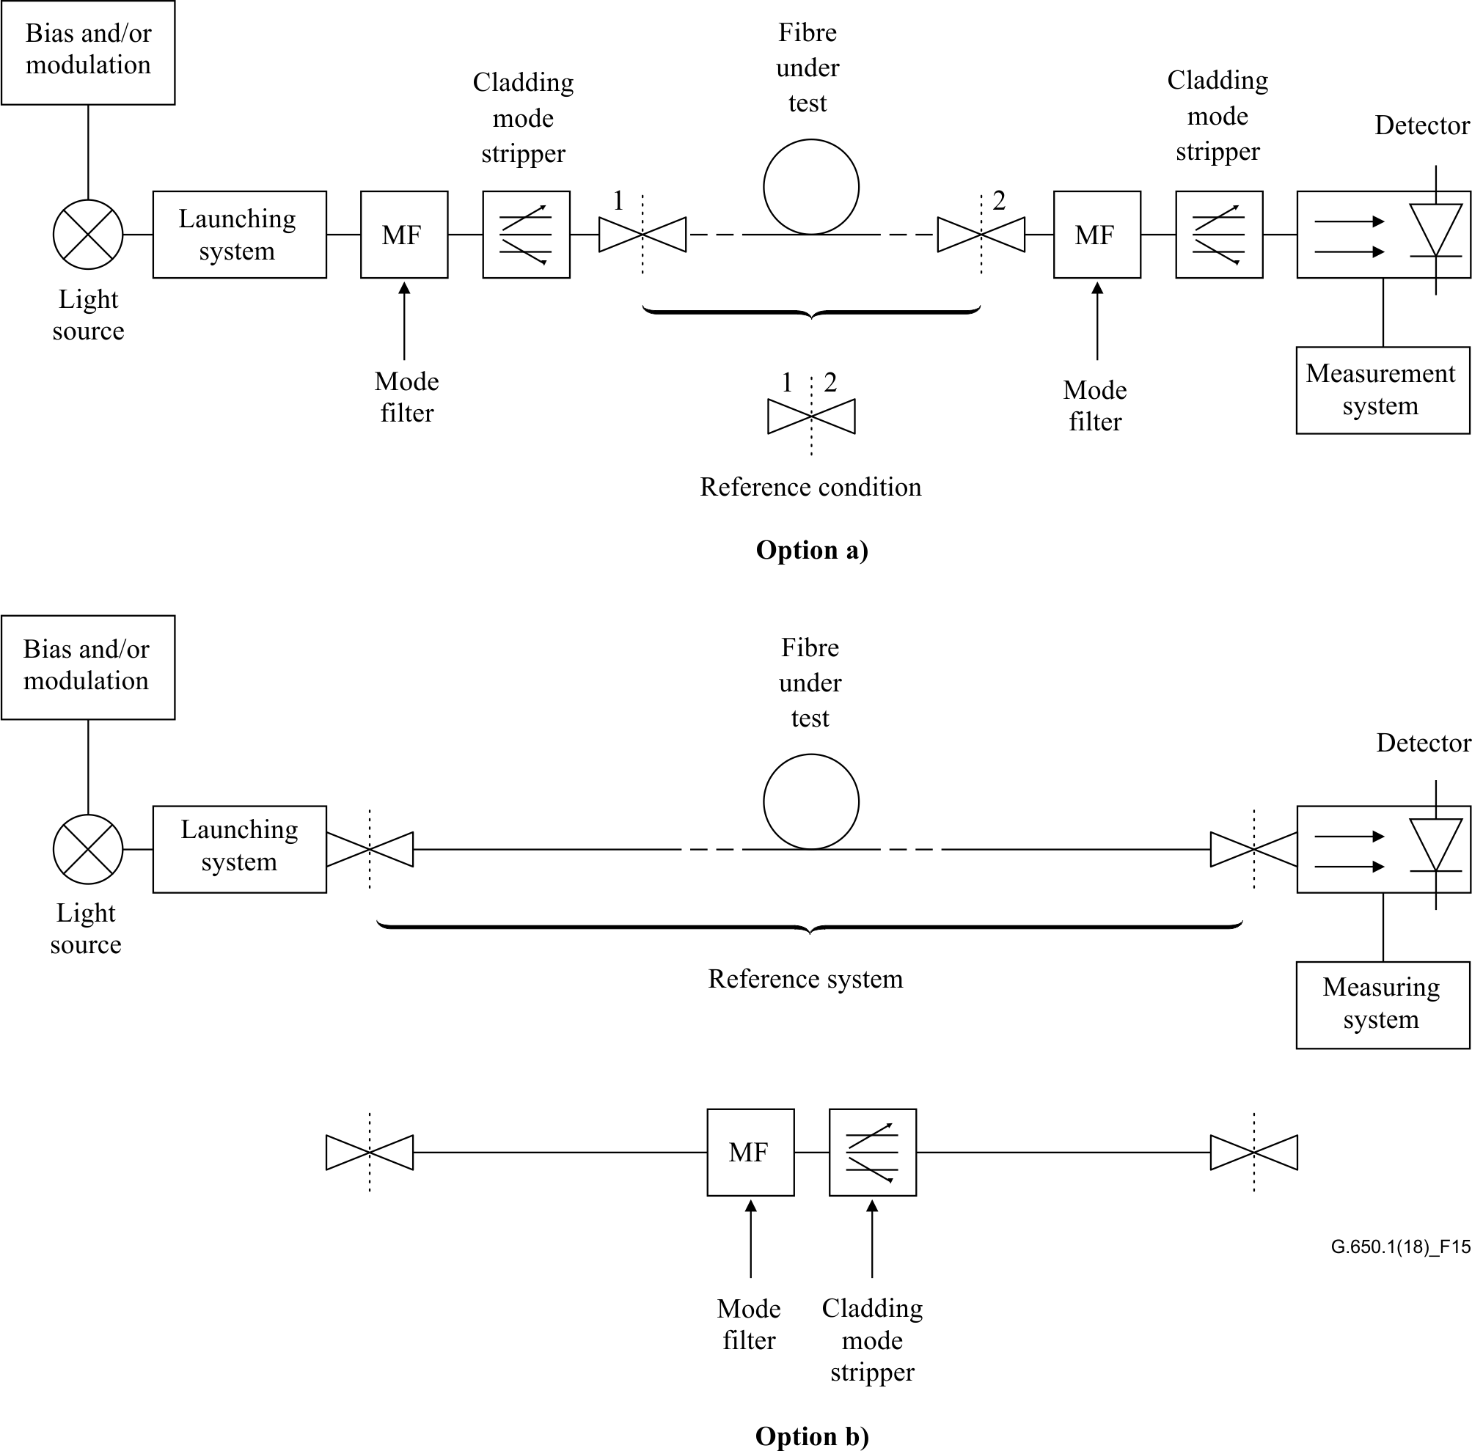 Bias and/or
modulation
Fibre
under
test
Cladding
mode
stripper
Cladding
mode
stripper
Detector
1
2
Launching
system
MF
MF
Light
source
Mode
filter
Mode
filter
Measurement
system
1 2
Reference condition
Option a)
Bias and/or
modulation
Fibre
under
test
Detector
Launching
system
Light
source
Reference system
Measuring
system
MF
G.650.1(18)_F15
Mode
filter
Cladding
mode
stripper
Option b)